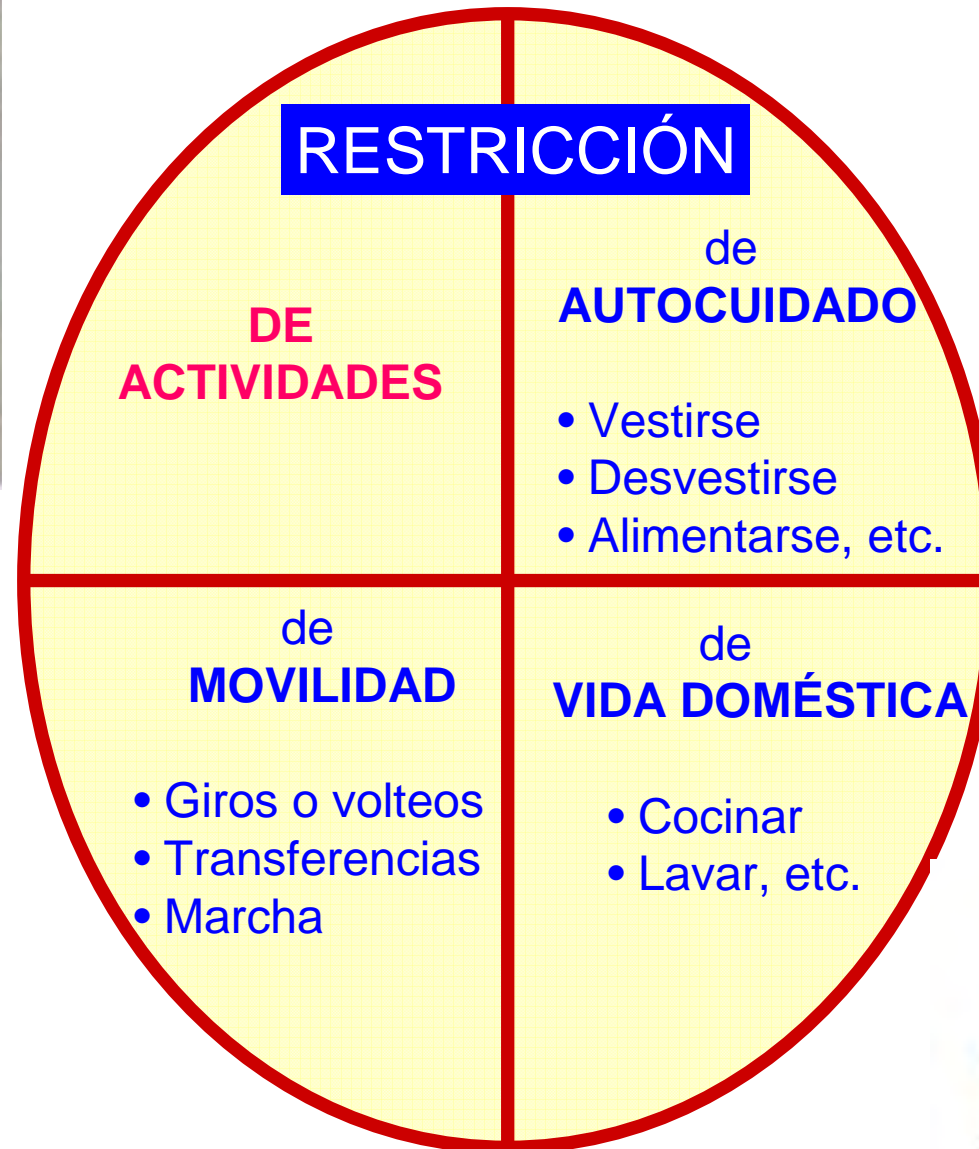 RESTRICCIÓN
DE
ACTIVIDADES
de
AUTOCUIDADO
• Vestirse
• Desvestirse
• Alimentarse, etc.
de
MOVILIDAD
• Giros o volteos
• Transferencias
• Marcha
de
VIDA DOMÉSTICA
• Cocinar
• Lavar, etc.